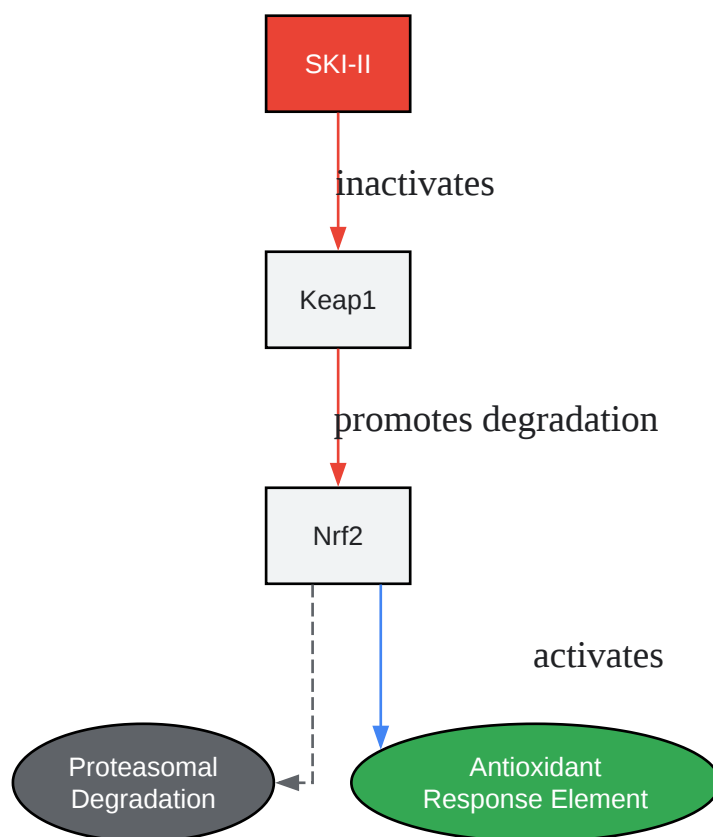 SKI-II
inactivates
Keap1
promotes degradation
Nrf2
activates
Proteasomal
Degradation
Antioxidant
Response Element